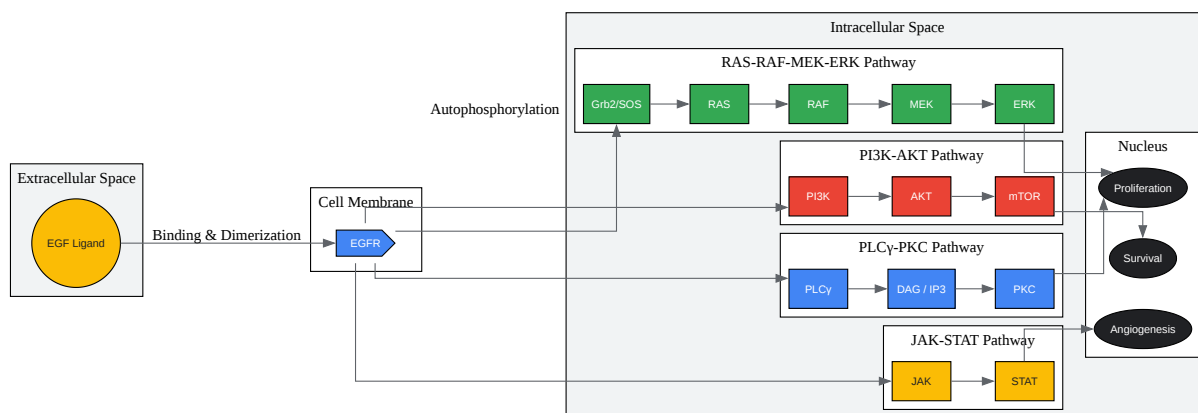 Intracellular Space
RAS-RAF-MEK-ERK Pathway
Autophosphorylation
Grb2/SOS
RAS
RAF
MEK
ERK
Nucleus
PI3K-AKT Pathway
Extracellular Space
Proliferation
PI3K
AKT
mTOR
Cell Membrane
Binding & Dimerization
EGF Ligand
EGFR
PLCγ-PKC Pathway
Survival
PLCγ
DAG / IP3
PKC
Angiogenesis
JAK-STAT Pathway
JAK
STAT